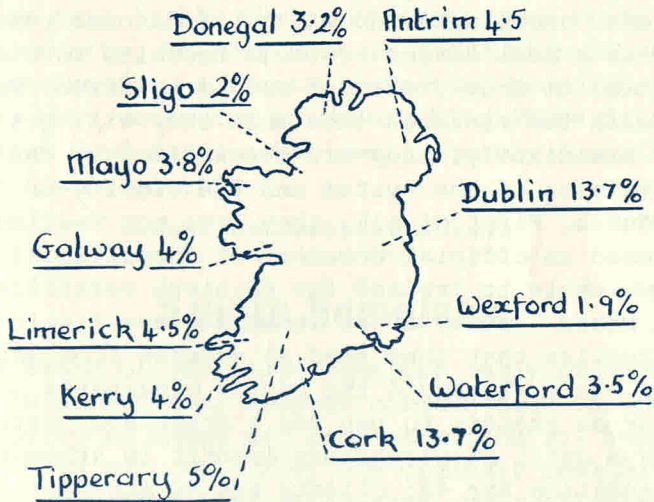 Donegal 3·2%
Antrim 4·5
Sligo 2%
Mayo 3·8%
Dublin 13·7%
Galway 4%
Wexford 1·9%
Limerick 4·5%
Waterford 3·5%
Kerry 4%
Cork 13·7%
Tipperary 5%